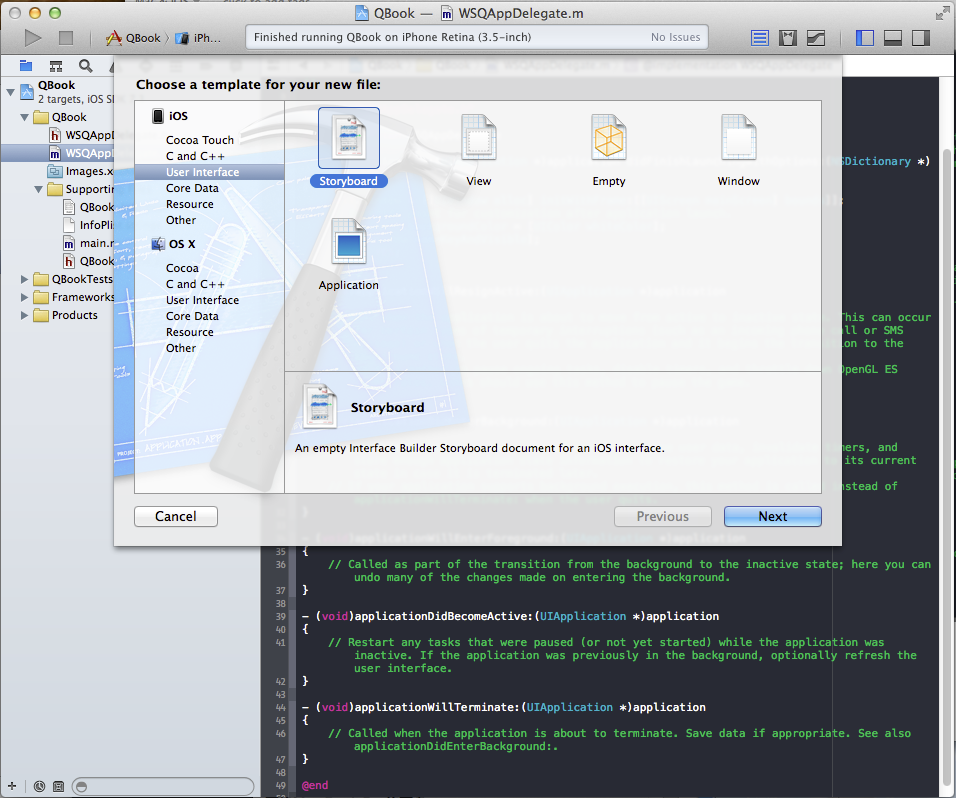 QBook — WSQAppDelegate.m
QBook
iPh...
Finished running QBook on iPhone Retina (3.5-inch)
No Issues
QBook
2 targets, iOS S
QBook
WSQAppD
WSQAppD
Images.x
Supportin
QBook
InfoPli
main.m
QBook
QBookTests
Frameworks
Products
Choose a template for your new file:
iOS
Cocoa Touch
C and C++
User Interface
Core Data
Resource
Other
OS X
Cocoa
C and C++
User Interface
Core Data
Resource
Other
Storyboard
View
Empty
Window
Application
Storyboard
An empty Interface Builder Storyboard document for an iOS interface.
Cancel
Previous
Next
SDictionary *)
This can occur
all or SMS
on to the
OpenGL ES
mers, and
its current
nstead of
- (void)applicationWillEnterForeground:(UIApplication *)application
35 {
36 // Called as part of the transition from the background to the inactive state; here you can
undo many of the changes made on entering the background.
37 }
38
39 - (void)applicationDidBecomeActive:(UIApplication *)application
40 {
41 // Restart any tasks that were paused (or not yet started) while the application was
inactive. If the application was previously in the background, optionally refresh the
user interface.
42 }
43
44 - (void)applicationWillTerminate:(UIApplication *)application
45 {
46 // Called when the application is about to terminate. Save data if appropriate. See also
applicationDidEnterBackground:.
47 }
48
49 @end